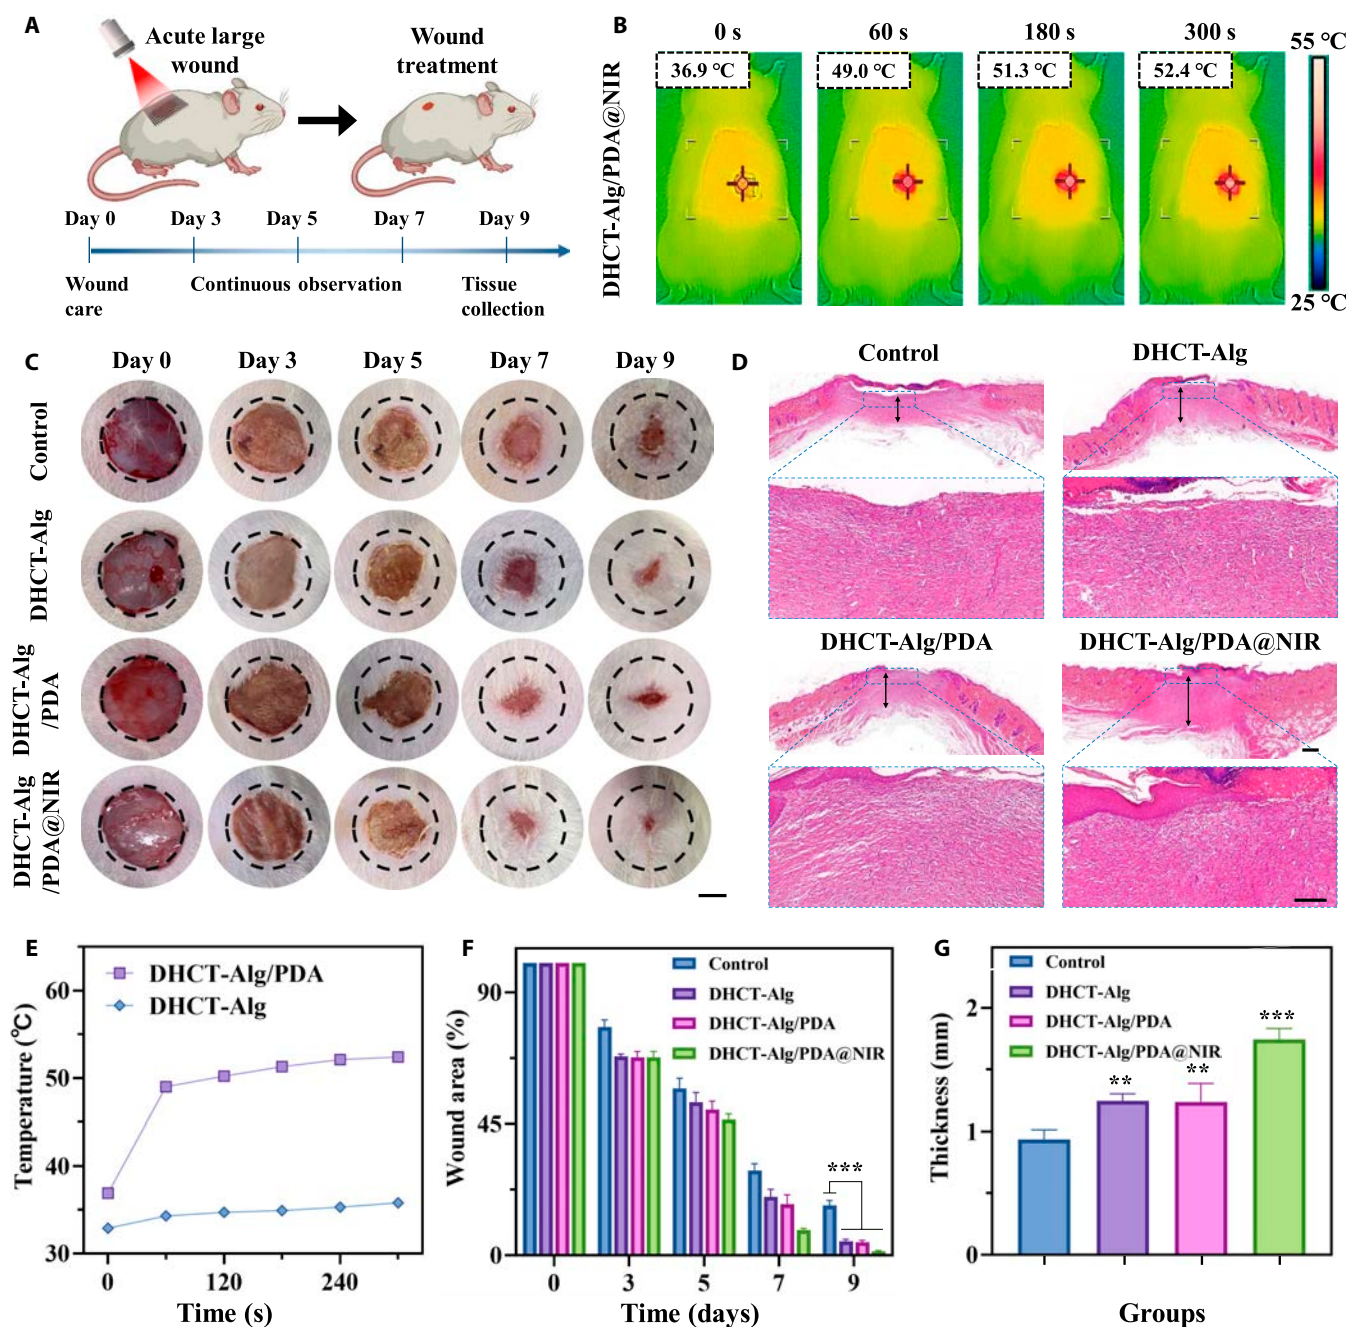 A
Acute large
wound
Wound
treatment
Day 0
Day 3
Day 5
Day 7
Day 9
Wound
care
Continuous observation
Tissue
collection
B
0 s
60 s
180 s
300 s
DHCT-Alg/PDA@NIR
36.9 °C
49.0 °C
51.3 °C
52.4 °C
55 °C
25 °C
C
Day 0
Day 3
Day 5
Day 7
Day 9
Control
DHCT-Alg
DHCT-Alg
/PDA
DHCT-Alg
/PDA@NIR
D
Control
DHCT-Alg
DHCT-Alg/PDA
DHCT-Alg/PDA@NIR
E
DHCT-Alg/PDA
DHCT-Alg
Temperature (℃)
60
50
40
30
0
120
240
Time (s)
F
Control
DHCT-Alg
DHCT-Alg/PDA
DHCT-Alg/PDA@NIR
Wound area (%)
90
45
0
***
0
3
5
7
9
Time (days)
G
Control
DHCT-Alg
DHCT-Alg/PDA
DHCT-Alg/PDA@NIR
Thickness (mm)
2
1
0
**
**
***
Groups